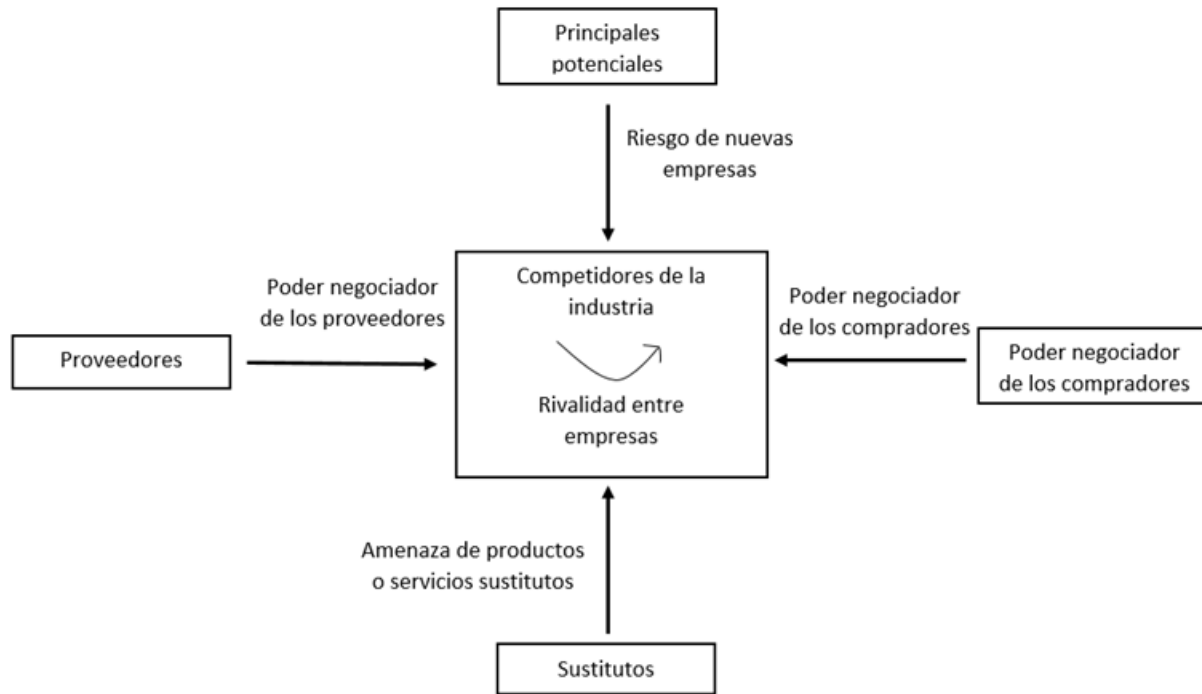 Principales
potenciales
Riesgo de nuevas
empresas
Poder negociador
de los proveedores
Competidores de la
industria
Poder negociador
de los compradores
Proveedores
Poder negociador
de los compradores
Rivalidad entre
empresas
Amenaza de productos
o servicios sustitutos
Sustitutos